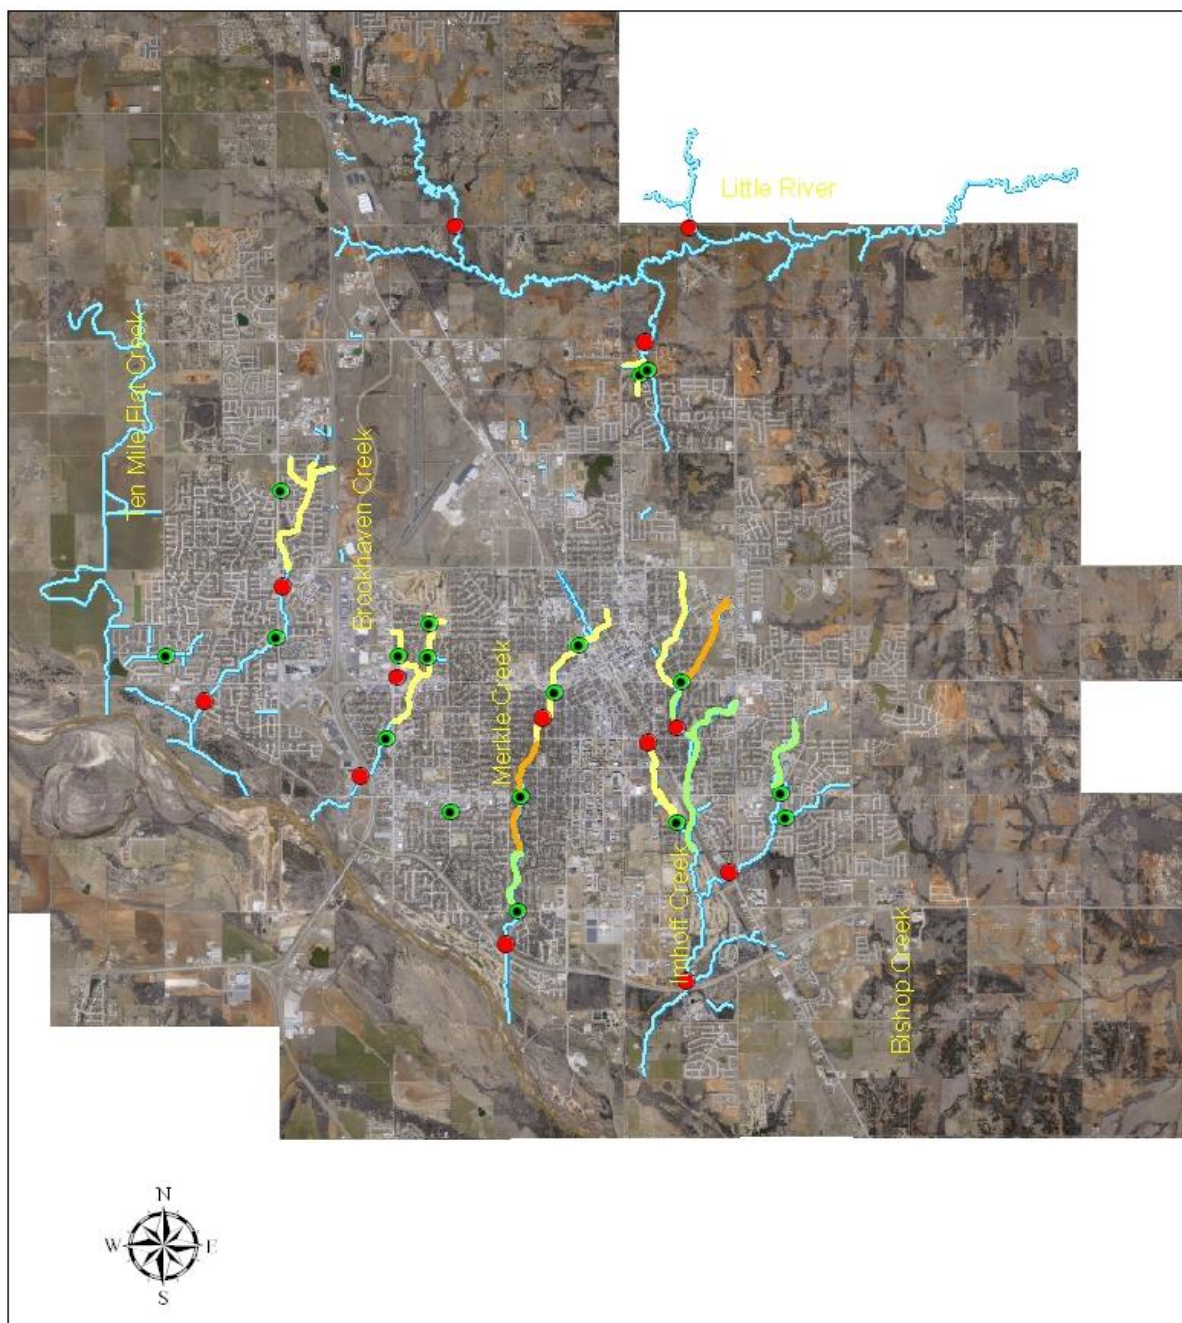 Little River
Ten Mile Flat Creek
Brookhaven Creek
Merkle Creek
Imhoff Creek
Bishop Creek
N
W E
S